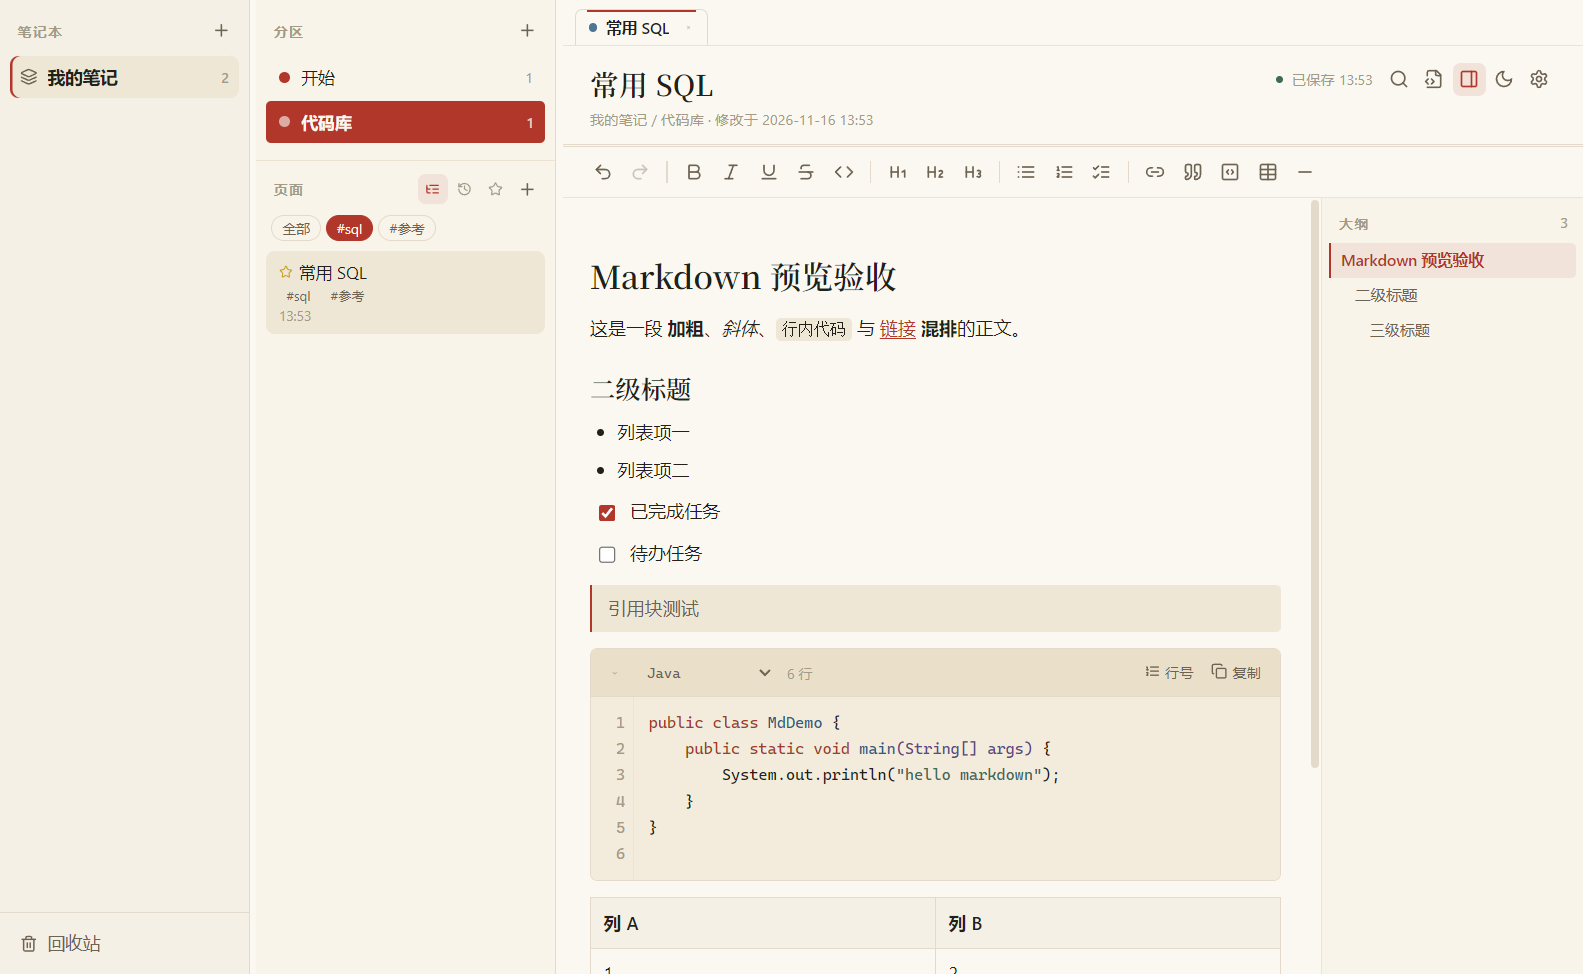 笔记本
我的笔记 2
回收站
分区
开始 1
代码库 1
页面
全部 #sql #参考
常用 SQL
#sql #参考
13:53
常用 SQL
常用 SQL
已保存 13:53
我的笔记 / 代码库 · 修改于 2026-11-16 13:53
H1 H2 H3
Markdown 预览验收
这是一段 加粗、斜体、 行内代码 与 链接 混排的正文。
二级标题
列表项一
列表项二
已完成任务
待办任务
引用块测试
Java 6 行 行号 复制
1 public class MdDemo {
2     public static void main(String[] args) {
3         System.out.println("hello markdown");
4     }
5 }
6
列 A 列 B
1 2
大纲 3
Markdown 预览验收
二级标题
三级标题